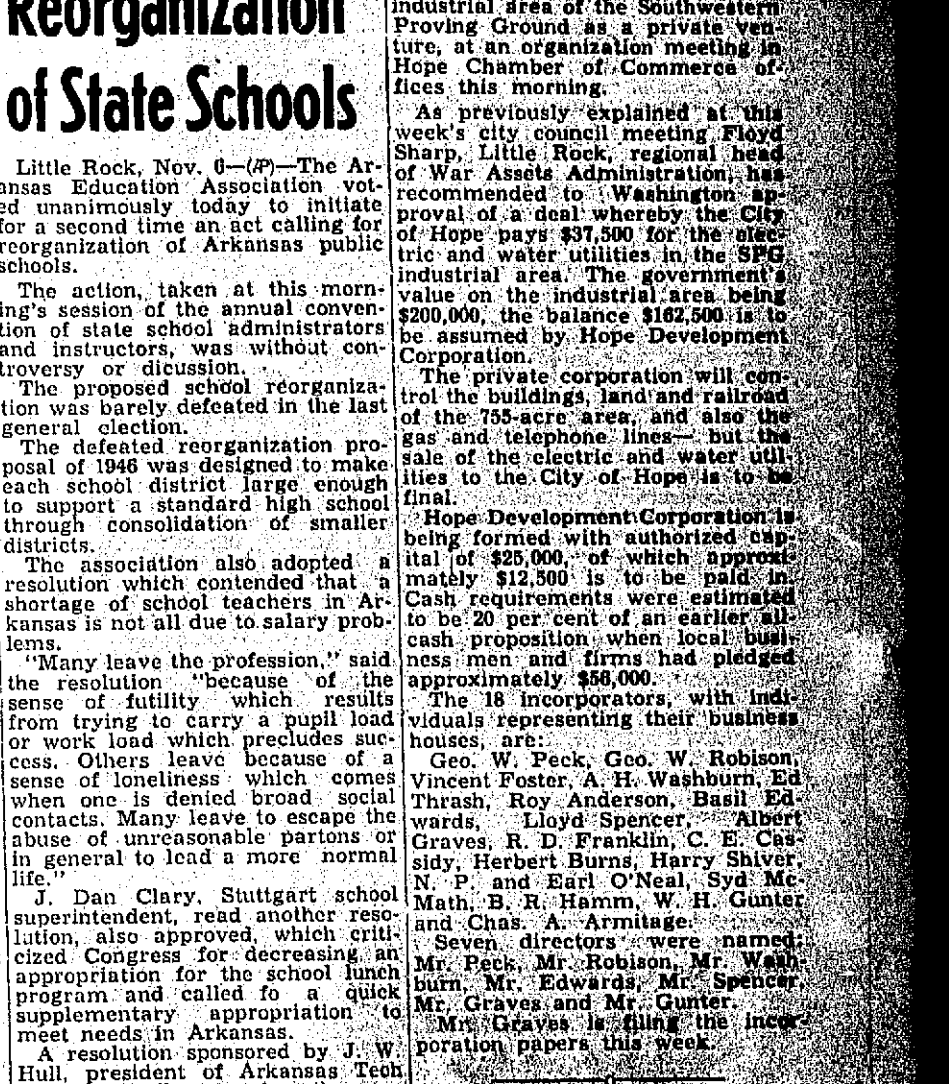 Reorganization
of State Schools
Little Rock, Nov. 6—(AP)—The Ar-
ansas Education Association vot-
ed unanimously today to initiate
for a second time an act calling for
reorganization of Arkansas public
schools.
The action, taken at this morn-
ing's session of the annual conven-
tion of state school administrators
and instructors, was without con-
troversy or dicussion.
The proposed school reorganiza-
tion was barely defeated in the last
general election.
The defeated reorganization pro-
posal of 1946 was designed to make
each school district large enough
to support a standard high school
through consolidation of smaller
districts.
The association also adopted a
resolution which contended that a
shortage of school teachers in Ar-
kansas is not all due to salary prob-
lems.
"Many leave the profession," said
the resolution "because of the
sense of futility which results
from trying to carry a pupil load
or work load which precludes suc-
cess. Others leave because of a
sense of loneliness which comes
when one is denied broad social
contacts. Many leave to escape the
abuse of unreasonable partons or
in general to lead a more normal
life."
J. Dan Clary, Stuttgart school
superintendent, read another reso-
lution, also approved, which criti-
cized Congress for decreasing an
appropriation for the school lunch
program and called fo a quick
supplementary appropriation to
meet needs in Arkansas.
A resolution sponsored by J. W.
Hull, president of Arkansas Tech
industrial area of the Southwestern
Proving Ground as a private ven-
ture, at an organization meeting in
Hope Chamber of Commerce of-
fices this morning.
As previously explained at this
week's city council meeting Floyd
Sharp, Little Rock, regional head
of War Assets Administration, has
recommended to Washington ap-
proval of a deal whereby the City
of Hope pays $37,500 for the elec-
tric and water utilities in the SPG
industrial area. The government's
value on the industrial area being
$200,000, the balance $162,500 is to
be assumed by Hope Development
Corporation.
The private corporation will con-
trol the buildings, land and railroad
of the 755-acre area, and also the
gas and telephone lines— but the
sale of the electric and water util-
ities to the City of Hope is to be
final.
Hope Development Corporation is
being formed with authorized cap-
ital of $25,000, of which approxi-
mately $12,500 is to be paid in.
Cash requirements were estimated
to be 20 per cent of an earlier all-
cash proposition when local busi-
ness men and firms had pledged
approximately $56,000.
The 18 incorporators, with indi-
viduals representing their business
houses, are:
Geo. W. Peck, Geo. W. Robison,
Vincent Foster, A. H. Washburn, Ed
Thrash, Roy Anderson, Basil Ed-
wards, Lloyd Spencer, Albert
Graves, R. D. Franklin, C. E. Cas-
sidy, Herbert Burns, Harry Shiver,
N. P. and Earl O'Neal, Syd Mc-
Math, B. R. Hamm, W. H. Gunter
and Chas. A. Armitage.
Seven directors were named:
Mr. Peck, Mr. Robison, Mr. Wash-
burn, Mr. Edwards, Mr. Spencer,
Mr. Graves and Mr. Gunter.
Mr. Graves is filing the incor-
poration papers this week.